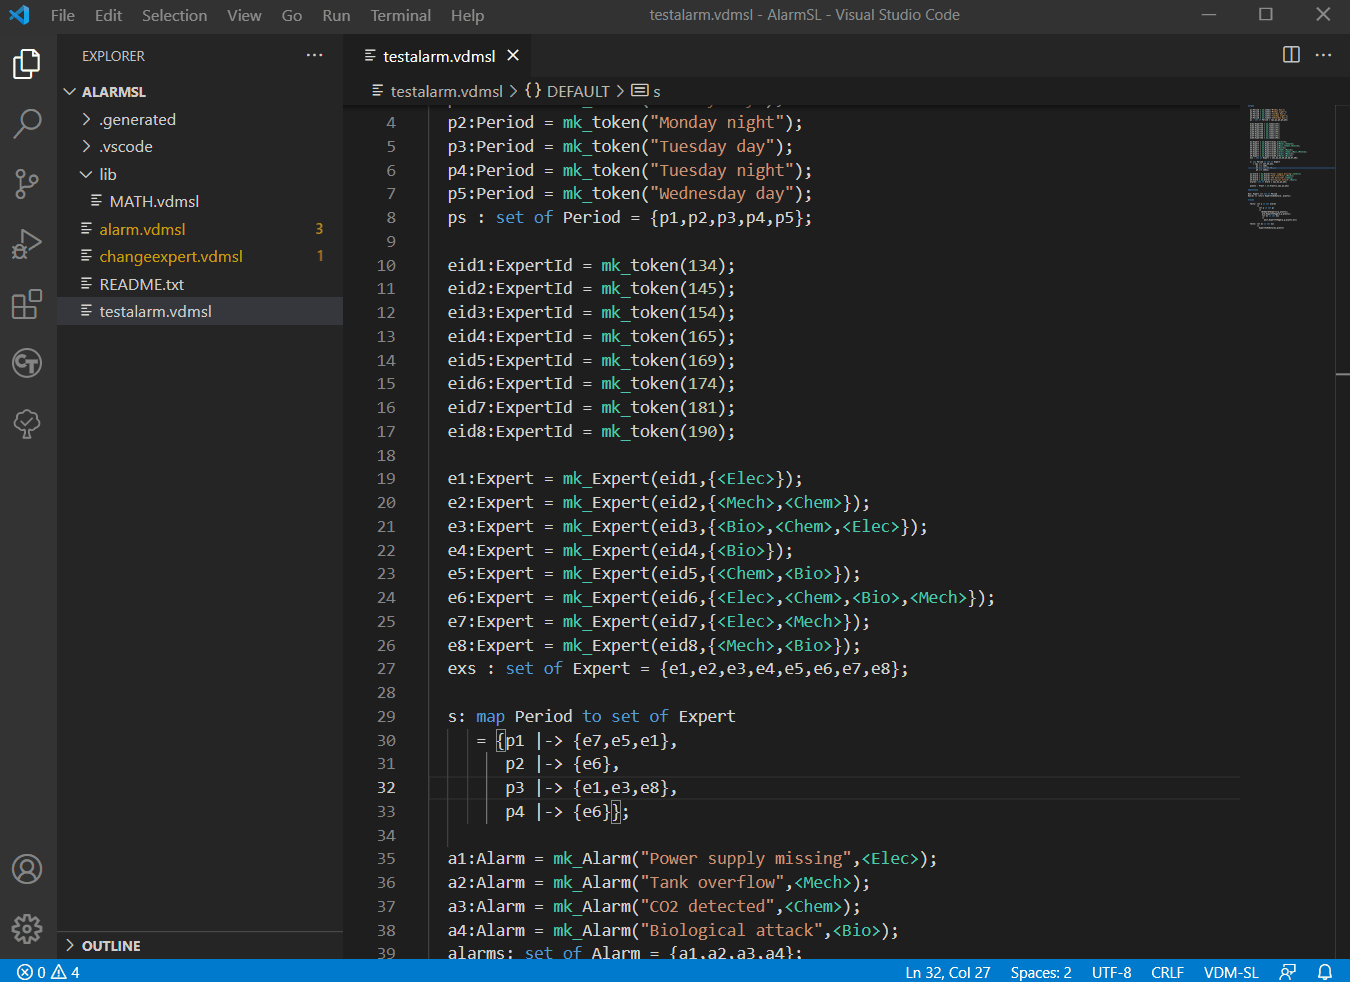 File Edit Selection View Go Run Terminal Help
testalarm.vdmsl - AlarmSL - Visual Studio Code
EXPLORER
testalarm.vdmsl
testalarm.vdmsl > {} DEFAULT > s
ALARMSL
.generated
.vscode
lib
MATH.vdmsl
alarm.vdmsl 3
changeexpert.vdmsl 1
README.txt
testalarm.vdmsl
OUTLINE
4 p2:Period = mk_token("Monday night");
5 p3:Period = mk_token("Tuesday day");
6 p4:Period = mk_token("Tuesday night");
7 p5:Period = mk_token("Wednesday day");
8 ps : set of Period = {p1,p2,p3,p4,p5};
9
10 eid1:ExpertId = mk_token(134);
11 eid2:ExpertId = mk_token(145);
12 eid3:ExpertId = mk_token(154);
13 eid4:ExpertId = mk_token(165);
14 eid5:ExpertId = mk_token(169);
15 eid6:ExpertId = mk_token(174);
16 eid7:ExpertId = mk_token(181);
17 eid8:ExpertId = mk_token(190);
18
19 e1:Expert = mk_Expert(eid1,{<Elec>});
20 e2:Expert = mk_Expert(eid2,{<Mech>,<Chem>});
21 e3:Expert = mk_Expert(eid3,{<Bio>,<Chem>,<Elec>});
22 e4:Expert = mk_Expert(eid4,{<Bio>});
23 e5:Expert = mk_Expert(eid5,{<Chem>,<Bio>});
24 e6:Expert = mk_Expert(eid6,{<Elec>,<Chem>,<Bio>,<Mech>});
25 e7:Expert = mk_Expert(eid7,{<Elec>,<Mech>});
26 e8:Expert = mk_Expert(eid8,{<Mech>,<Bio>});
27 exs : set of Expert = {e1,e2,e3,e4,e5,e6,e7,e8};
28
29 s: map Period to set of Expert
30 = {p1 |-> {e7,e5,e1},
31 p2 |-> {e6},
32 p3 |-> {e1,e3,e8},
33 p4 |-> {e6}};
34
35 a1:Alarm = mk_Alarm("Power supply missing",<Elec>);
36 a2:Alarm = mk_Alarm("Tank overflow",<Mech>);
37 a3:Alarm = mk_Alarm("CO2 detected",<Chem>);
38 a4:Alarm = mk_Alarm("Biological attack",<Bio>);
39 alarms: set of Alarm = {a1,a2,a3,a4};
0 4
Ln 32, Col 27 Spaces: 2 UTF-8 CRLF VDM-SL